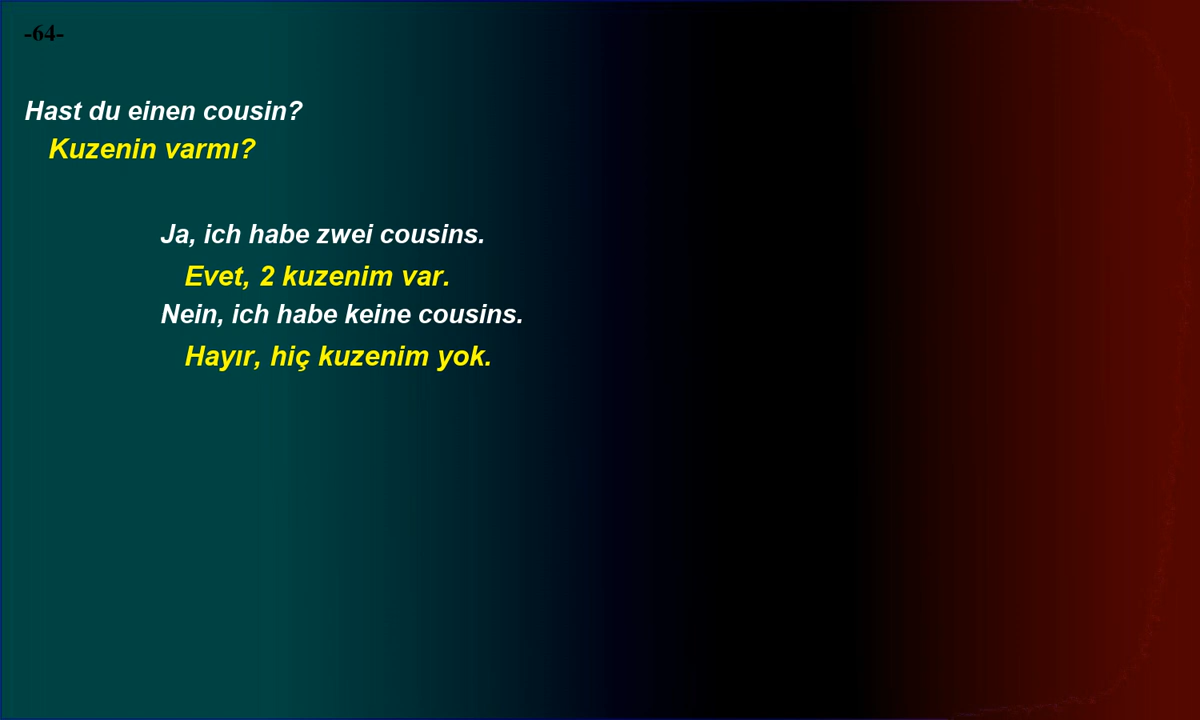 -64-
Hast du einen cousin?
Kuzenin varmı?
Ja, ich habe zwei cousins.
Evet, 2 kuzenim var.
Nein, ich habe keine cousins.
Hayır, hiç kuzenim yok.